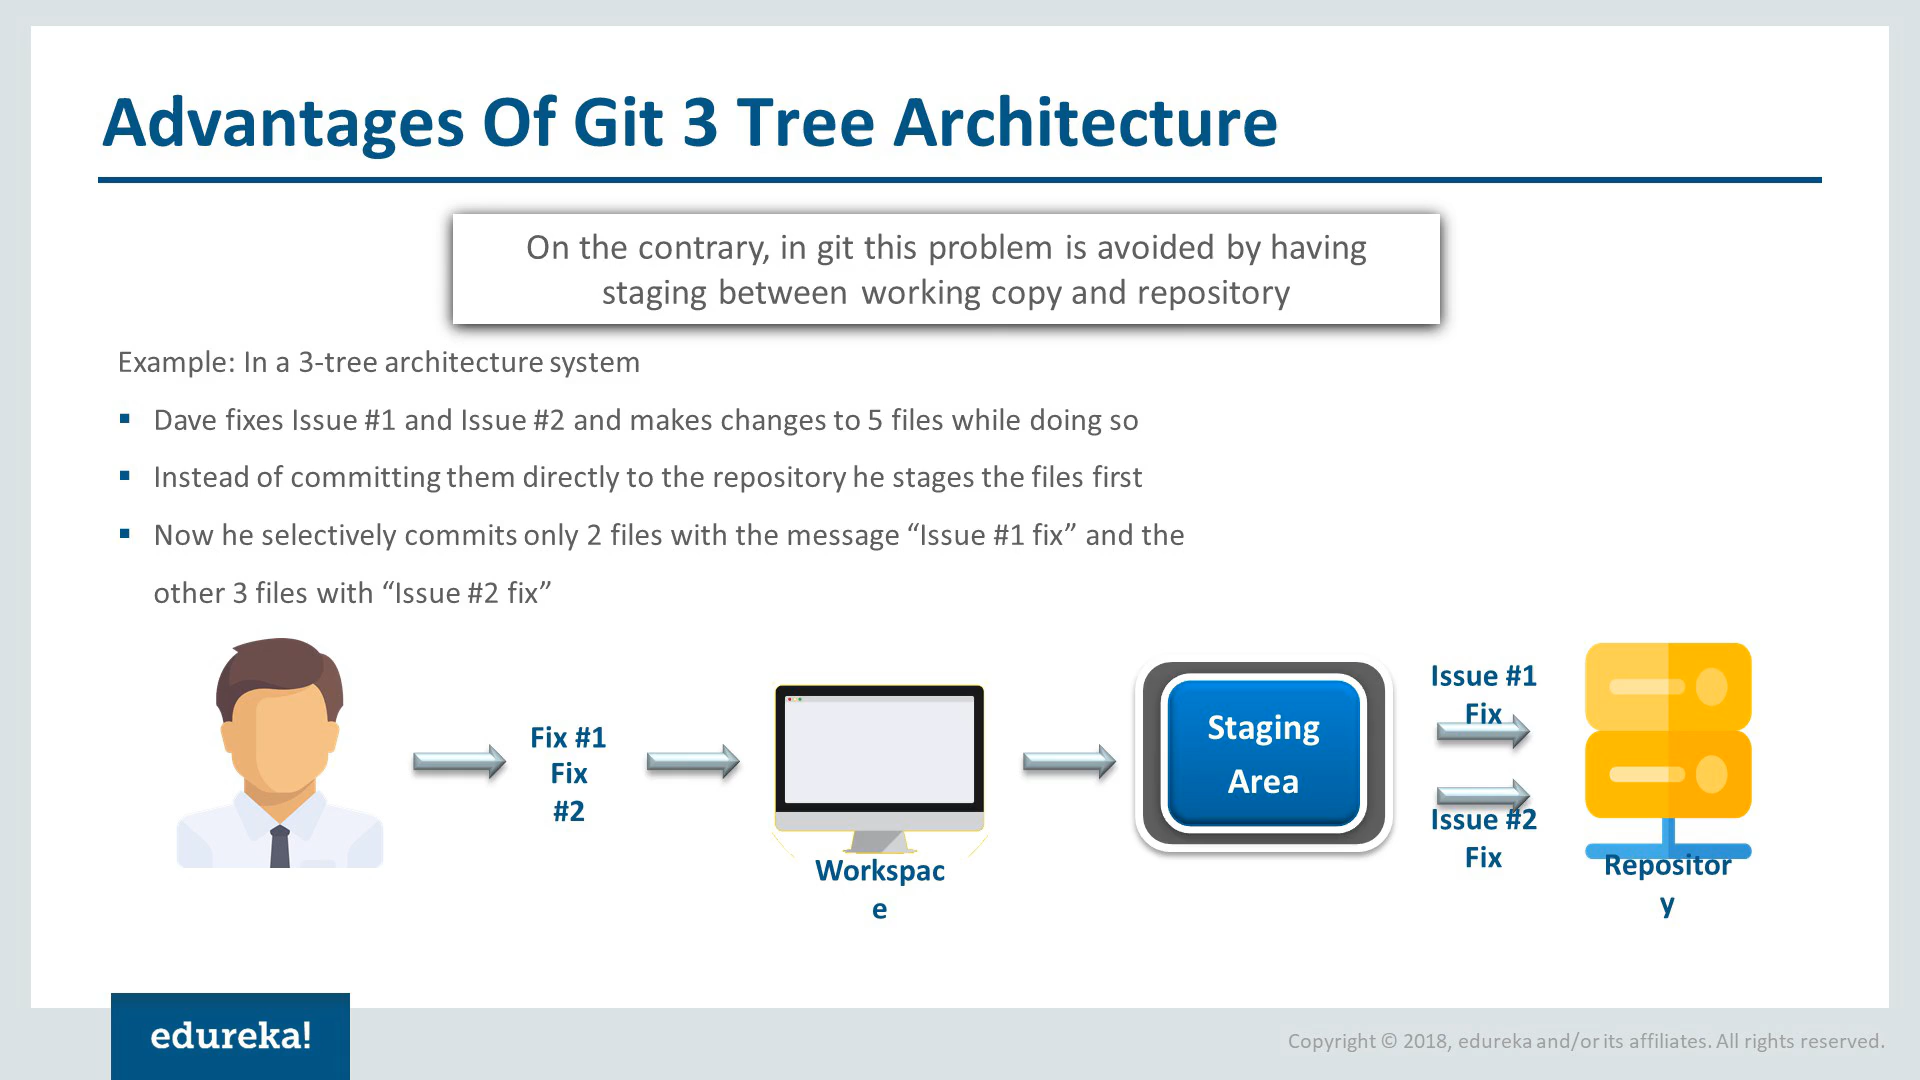 Advantages Of Git 3 Tree Architecture
On the contrary, in git this problem is avoided by having
staging between working copy and repository
Example: In a 3-tree architecture system
▪ Dave fixes Issue #1 and Issue #2 and makes changes to 5 files while doing so
▪ Instead of committing them directly to the repository he stages the files first
▪ Now he selectively commits only 2 files with the message “Issue #1 fix” and the
other 3 files with “Issue #2 fix”
Fix #1
Fix
#2
Workspac
e
Staging
Area
Issue #1
Fix
Issue #2
Fix
Repositor
y
edureka!
Copyright © 2018, edureka and/or its affiliates. All rights reserved.